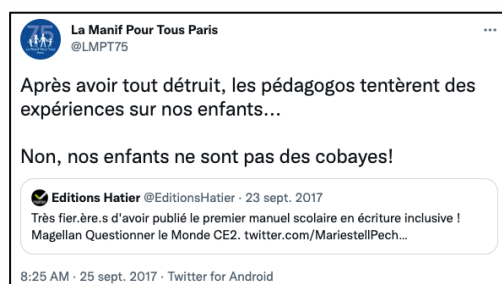 La Manif Pour Tous Paris
@LMPT75
Après avoir tout détruit, les pédagogos tentèrent des
expériences sur nos enfants...
Non, nos enfants ne sont pas des cobayes!
Editions Hatier @EditionsHatier · 23 sept. 2017
Très fier.ère.s d'avoir publié le premier manuel scolaire en écriture inclusive !
Magellan Questionner le Monde CE2. twitter.com/MariestellPech...
8:25 AM · 25 sept. 2017 · Twitter for Android